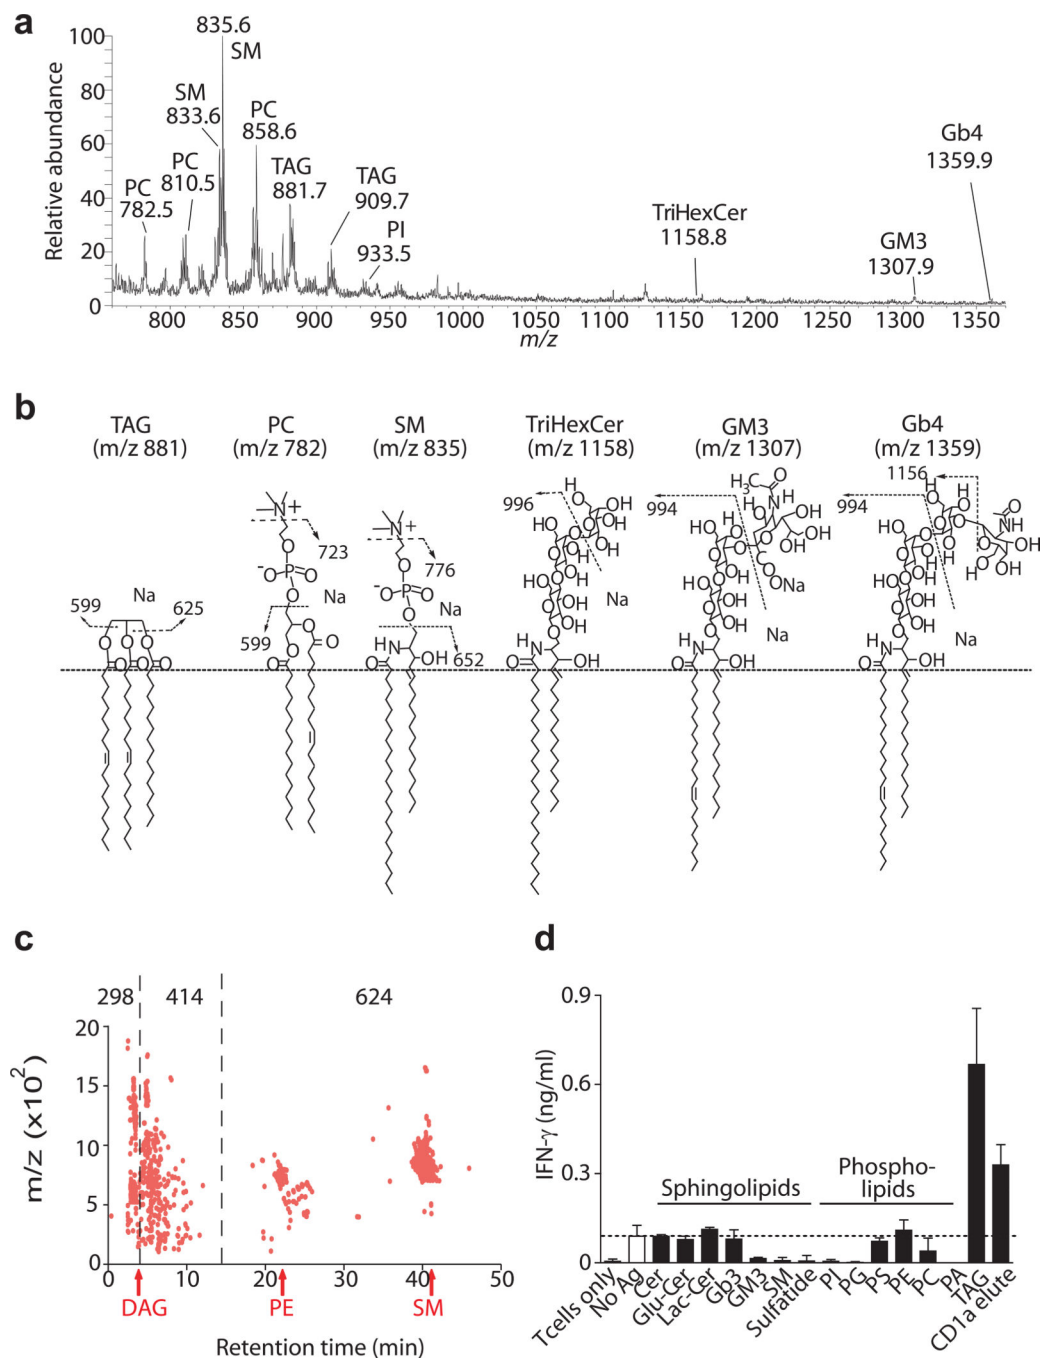 a
Relative abundance
100
80
60
40
20
0
835.6
SM
SM
833.6
PC
858.6
PC
810.5
PC
782.5
TAG
881.7
TAG
909.7
PI
933.5
TriHexCer
1158.8
GM3
1307.9
Gb4
1359.9
800 850 900 950 1000 1050 1100 1150 1200 1250 1300 1350
m/z
b
TAG
(m/z 881)
PC
(m/z 782)
SM
(m/z 835)
TriHexCer
(m/z 1158)
GM3
(m/z 1307)
Gb4
(m/z 1359)
599
Na
625
723
Na
599
776
Na
652
996
Na
994
Na
Na
994
1156
Na
c
298
414
624
m/z (x10²)
20
15
10
5
0
0 10 20 30 40 50
DAG
PE
SM
Retention time (min)
d
IFN-γ (ng/ml)
0.9
0.6
0.3
0
Sphingolipids
Phospho-
lipids
Tcells only
No Ag
Cer
Glu-Cer
Lac-Cer
Gb3
GM3
SM
Sulfatide
PI
PG
PS
PE
PC
PA
TAG
CD1a elute